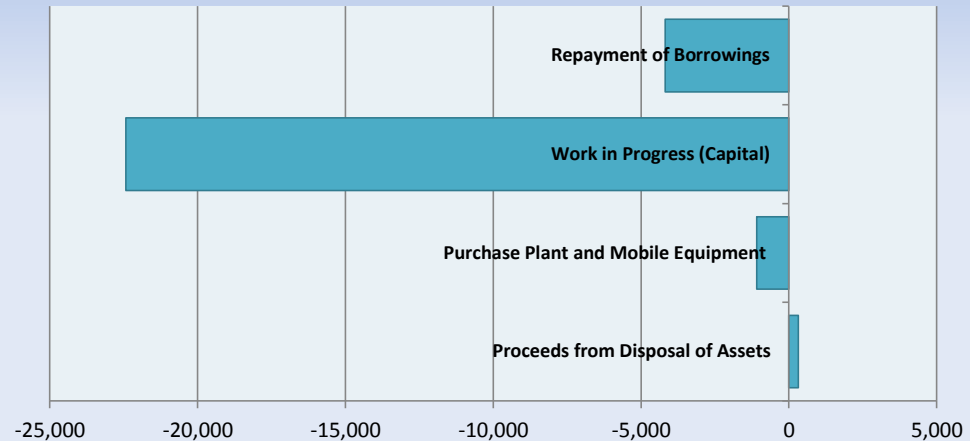 Repayment of Borrowings
Work in Progress (Capital)
Purchase Plant and Mobile Equipment
Proceeds from Disposal of Assets
-25,000 -20,000 -15,000 -10,000 -5,000 0 5,000